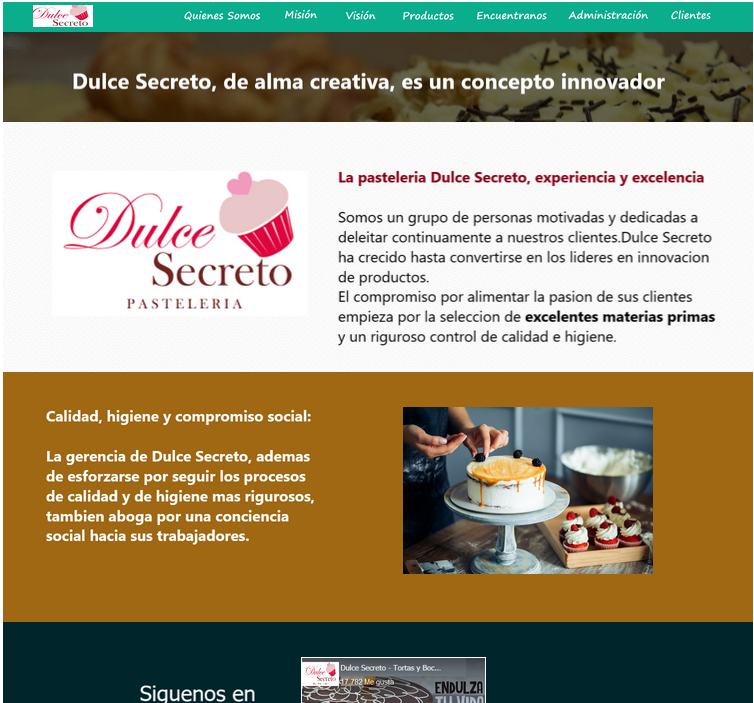 Dulce
Secreto
Quienes Somos Misión Visión Productos Encuentranos Administración Clientes
Dulce Secreto, de alma creativa, es un concepto innovador
Dulce
Secreto
PASTELERIA
La pasteleria Dulce Secreto, experiencia y excelencia
Somos un grupo de personas motivadas y dedicadas a
deleitar continuamente a nuestros clientes.Dulce Secreto
ha crecido hasta convertirse en los lideres en innovacion
de productos.
El compromiso por alimentar la pasion de sus clientes
empieza por la seleccion de excelentes materias primas
y un riguroso control de calidad e higiene.
Calidad, higiene y compromiso social:
La gerencia de Dulce Secreto, ademas
de esforzarse por seguir los procesos
de calidad y de higiene mas rigurosos,
tambien aboga por una conciencia
social hacia sus trabajadores.
Siguenos en
Dulce
Secreto
Dulce Secreto - Tortas y Boc...
17.782 Me gusta
ENDULZA
TU VIDA